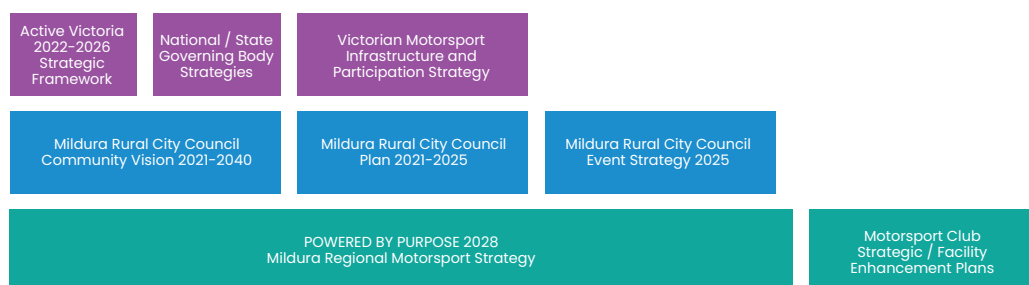 Active Victoria
2022-2026
Strategic
Framework
National / State
Governing Body
Strategies
Victorian Motorsport
Infrastructure and
Participation Strategy
Mildura Rural City Council
Community Vision 2021-2040
Mildura Rural City Council
Plan 2021-2025
Mildura Rural City Council
Event Strategy 2025
POWERED BY PURPOSE 2028
Mildura Regional Motorsport Strategy
Motorsport Club
Strategic / Facility
Enhancement Plans